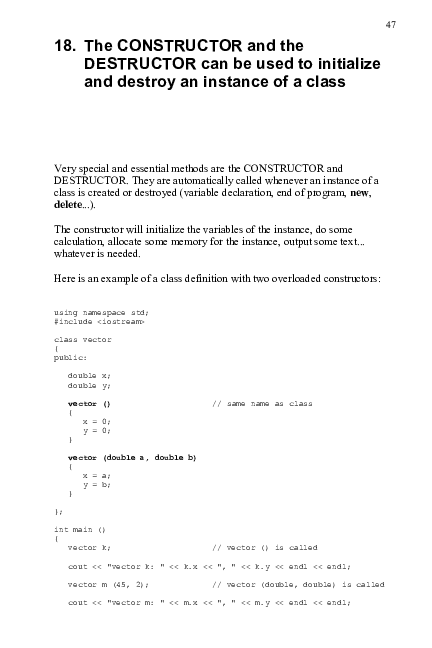 47
18. The CONSTRUCTOR and the
DESTRUCTOR can be used to initialize
and destroy an instance of a class
Very special and essential methods are the CONSTRUCTOR and
DESTRUCTOR. They are automatically called whenever an instance of a
class is created or destroyed (variable declaration, end of program, new,
delete...).
The constructor will initialize the variables of the instance, do some
calculation, allocate some memory for the instance, output some text...
whatever is needed.
Here is an example of a class definition with two overloaded constructors:
using namespace std;
#include <iostream>
class vector
{
public:
double x;
double y;
vector () // same name as class
{
x = 0;
y = 0;
}
vector (double a, double b)
{
x = a;
y = b;
}
};
int main ()
{
vector k; // vector () is called
cout << "vector k: " << k.x << ", " << k.y << endl << endl;
vector m (45, 2); // vector (double, double) is called
cout << "vector m: " << m.x << ", " << m.y << endl << endl;